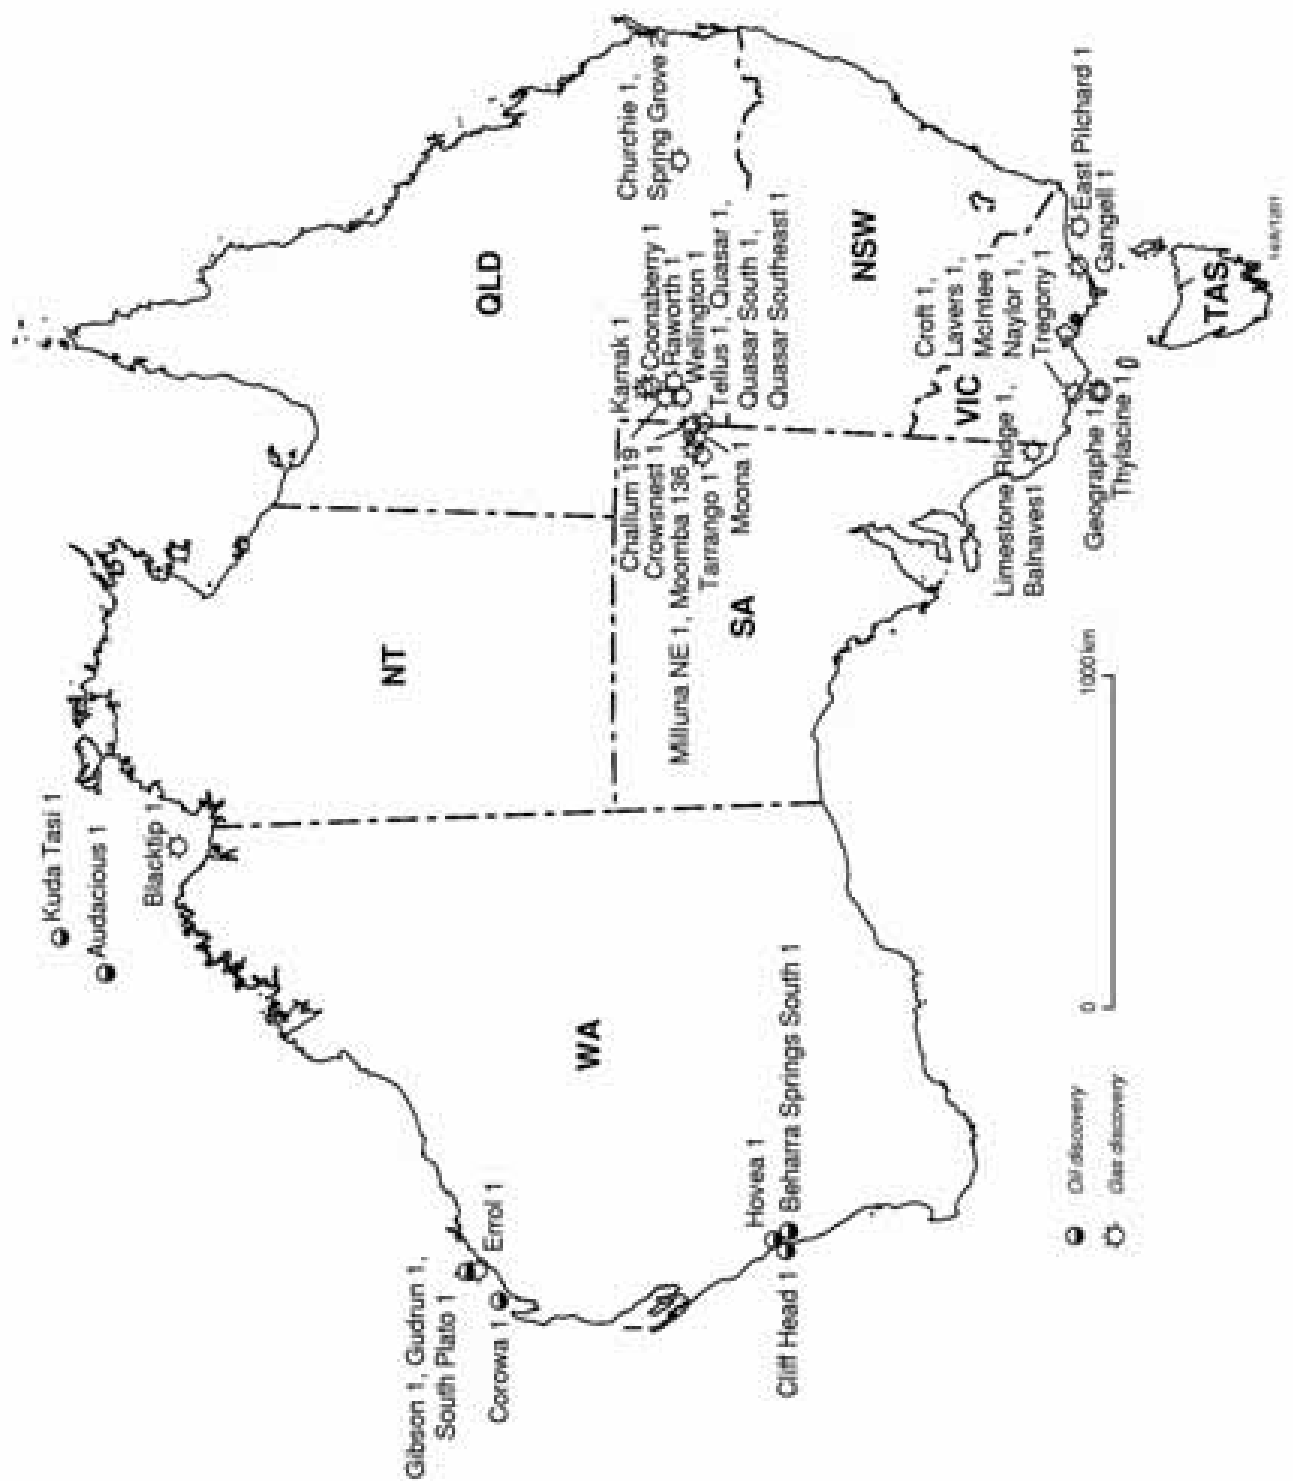 Kuda Tasi 1
Audacious 1
Blacktip 1
NT
QLD
WA
SA
NSW
VIC
TAS
Gibson 1, Gudrun 1,
South Plato 1
Errol 1
Corowa 1
Hovea 1
Cliff Head 1
Beharra Springs South 1
Churchie 1,
Spring Grove 2
Kamak 1
Challum 19
Coonaberry 1
Crowsnest 1
Raworth 1
Milluna NE 1, Moomba 136
Wellington 1
Tarrango 1
Tellus 1, Quasar 1,
Moona 1
Quasar South 1,
Quasar Southeast 1
Croft 1,
Lavers 1,
McIntee 1,
Naylor 1,
Tregony 1
Limestone Ridge 1,
Balnaves1
East Pilchard 1
Gangell 1
Geographe 1
Thylacine 1
0
1000 km
Oil discovery
Gas discovery